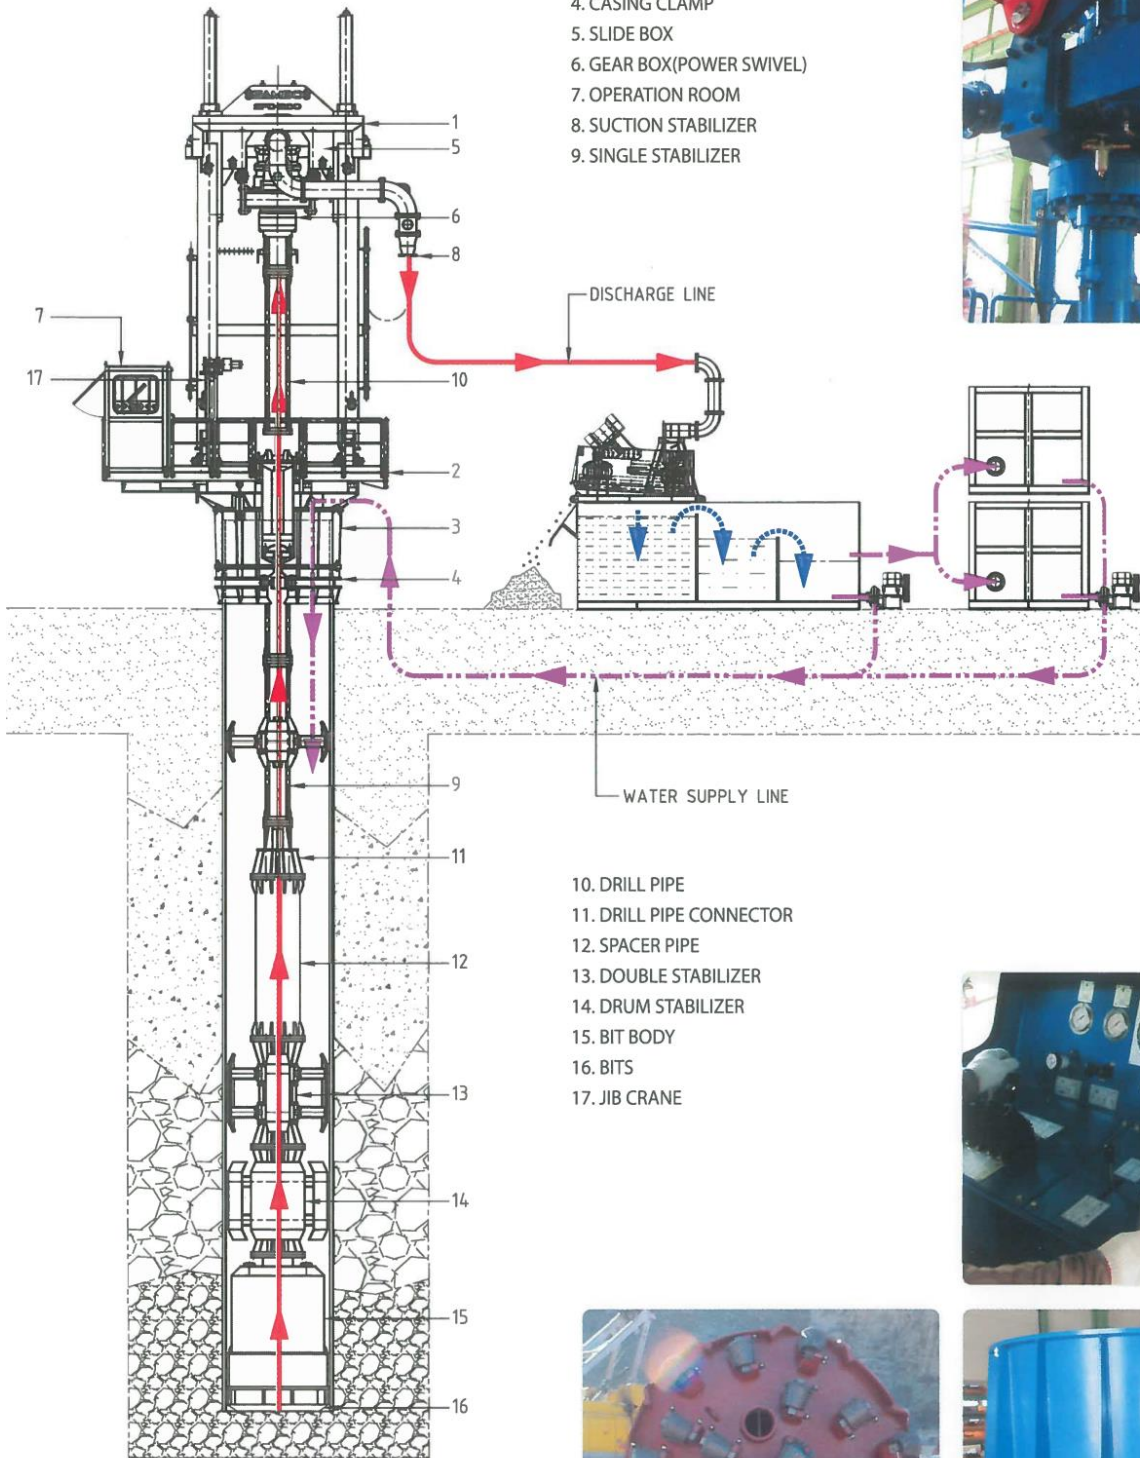 4. CASING CLAMP
5. SLIDE BOX
6. GEAR BOX(POWER SWIVEL)
7. OPERATION ROOM
8. SUCTION STABILIZER
9. SINGLE STABILIZER
1
5
6
8
DISCHARGE LINE
7
17
10
2
3
4
WATER SUPPLY LINE
9
11
12
13
14
15
16
10. DRILL PIPE
11. DRILL PIPE CONNECTOR
12. SPACER PIPE
13. DOUBLE STABILIZER
14. DRUM STABILIZER
15. BIT BODY
16. BITS
17. JIB CRANE